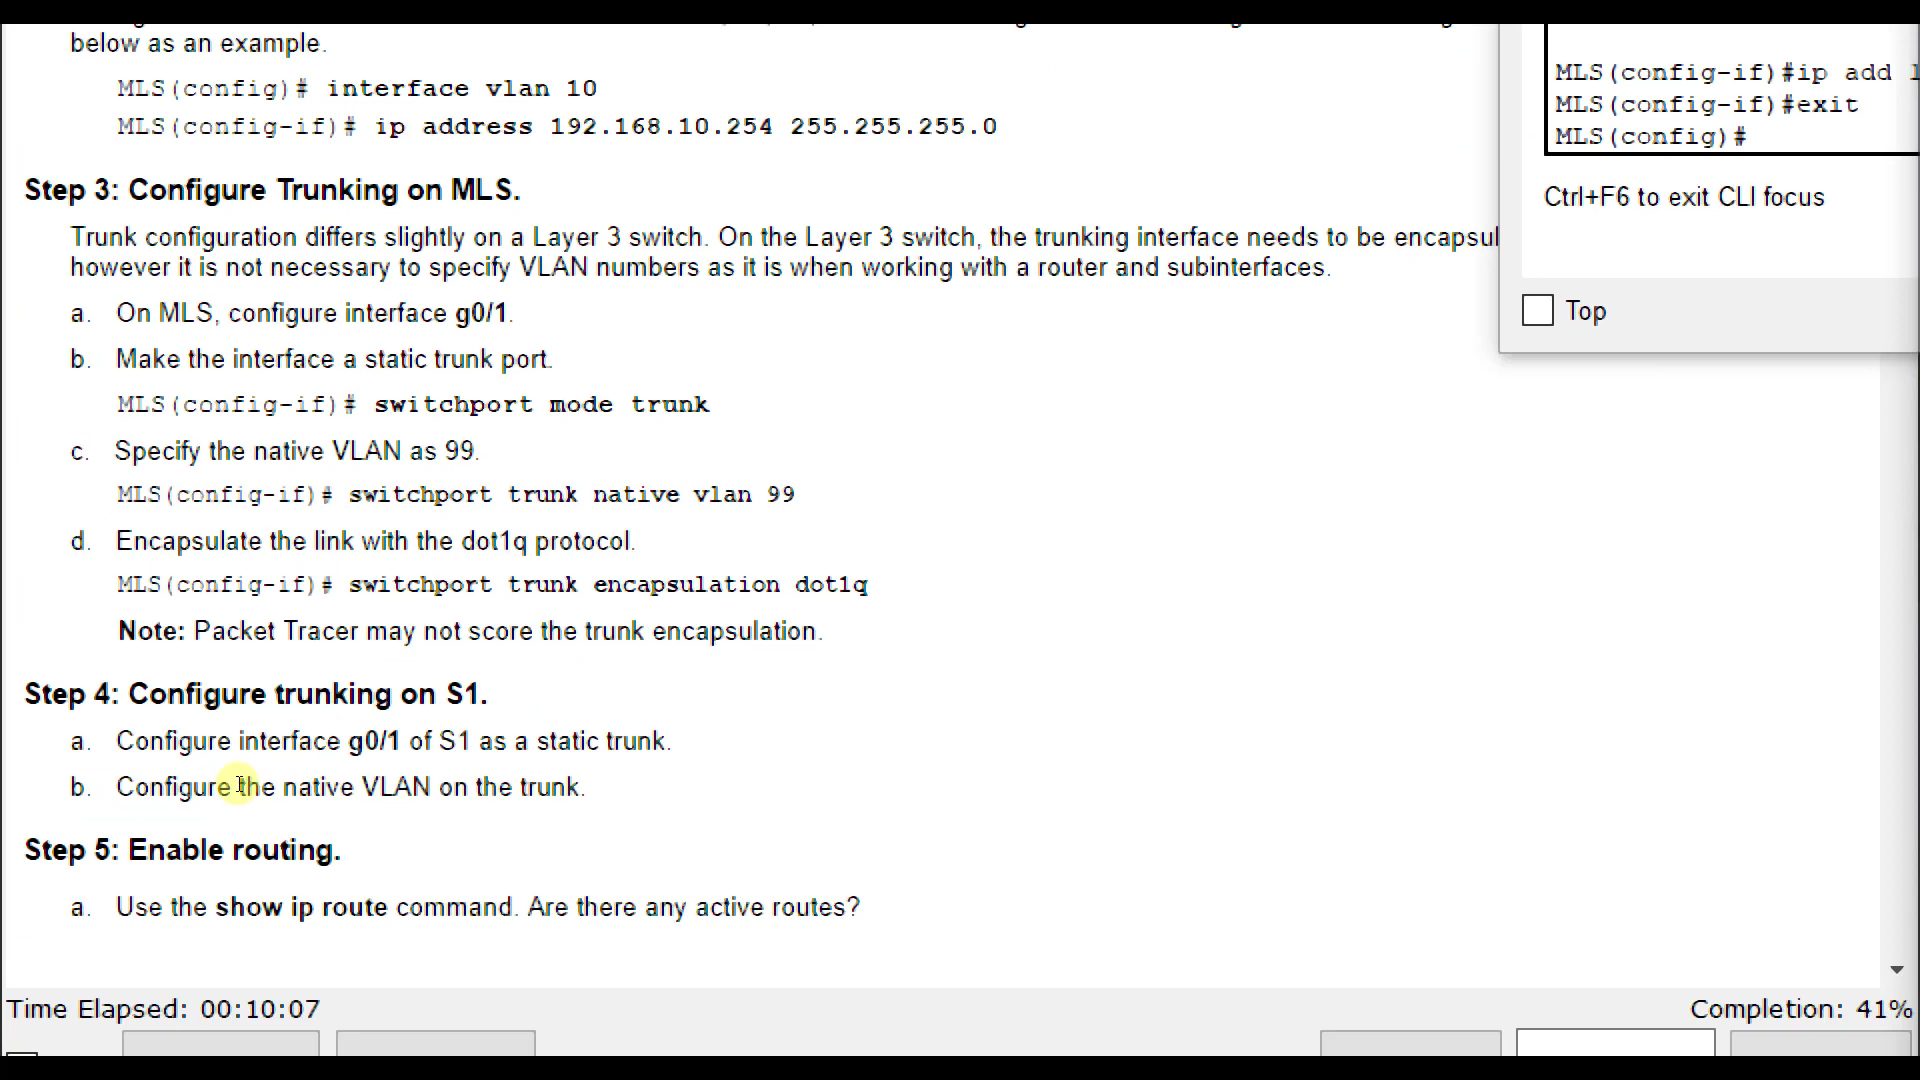 below as an example.
MLS(config)# interface vlan 10
MLS(config-if)# ip address 192.168.10.254 255.255.255.0
Step 3: Configure Trunking on MLS.
Trunk configuration differs slightly on a Layer 3 switch. On the Layer 3 switch, the trunking interface needs to be encapsul
however it is not necessary to specify VLAN numbers as it is when working with a router and subinterfaces.
a. On MLS, configure interface g0/1.
b. Make the interface a static trunk port.
MLS(config-if)# switchport mode trunk
c. Specify the native VLAN as 99.
MLS(config-if)# switchport trunk native vlan 99
d. Encapsulate the link with the dot1q protocol.
MLS(config-if)# switchport trunk encapsulation dot1q
Note: Packet Tracer may not score the trunk encapsulation.
Step 4: Configure trunking on S1.
a. Configure interface g0/1 of S1 as a static trunk.
b. Configure the native VLAN on the trunk.
Step 5: Enable routing.
a. Use the show ip route command. Are there any active routes?
MLS(config-if)#ip add 1
MLS(config-if)#exit
MLS(config)#
Ctrl+F6 to exit CLI focus
Top
Time Elapsed: 00:10:07
Completion: 41%